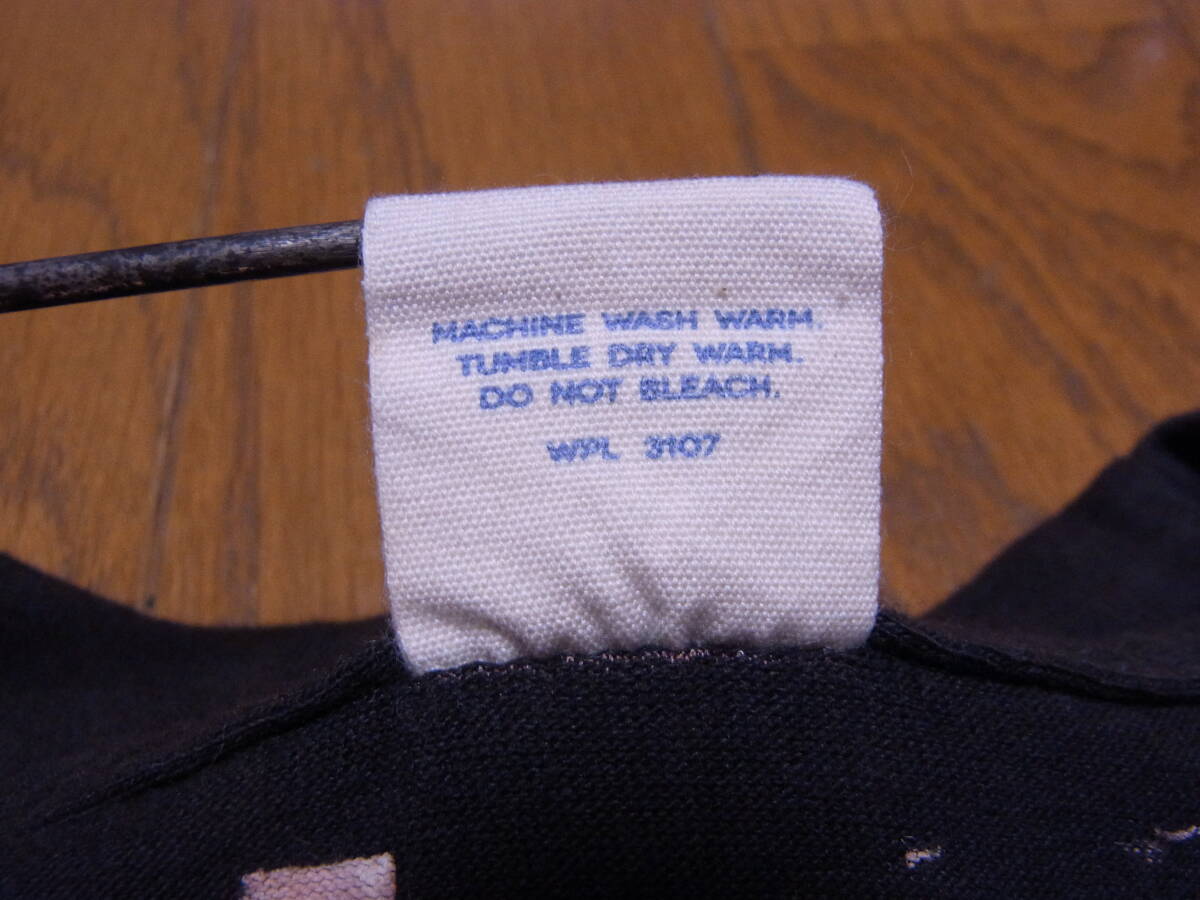 MACHINE WASH WARM.
TUMBLE DRY WARM.
DO NOT BLEACH.
WPL 3107